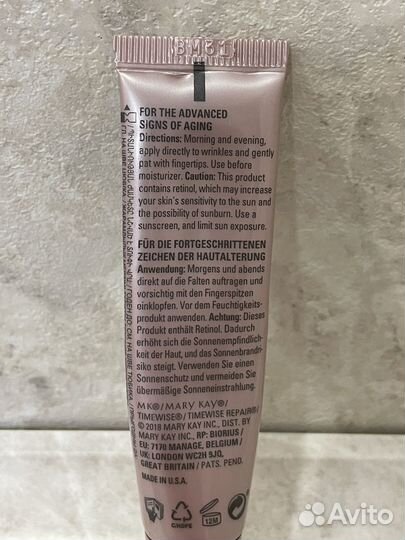 8M31
FOR THE ADVANCED
SIGNS OF AGING
Directions: Morning and evening,
apply directly to wrinkles and gently
pat with fingertips. Use before
moisturizer. Caution: This product
contains retinol, which may increase
your skin's sensitivity to the sun and
the possibility of sunburn. Use a
sunscreen, and limit sun exposure.
FÜR DIE FORTGESCHRITTENEN
ZEICHEN DER HAUTALTERUNG
Anwendung: Morgens und abends
direkt auf die Falten auftragen und
vorsichtig mit den Fingerspitzen
einklopfen. Vor dem Feuchtigkeits-
produkt anwenden. Achtung: Dieses
Produkt enthält Retinol. Dadurch
erhöht sich die Sonnenempfindlich-
keit der Haut, und das Sonnenbrandri-
siko steigt. Verwenden Sie einen
Sonnenschutz und vermeiden Sie
übermäßige Sonneneinstrahlung.
MK®/MARY KAY®/
TIMEWISE®/TIMEWISE REPAIR®/
© 2018 MARY KAY INC., DIST. BY
MARY KAY INC., RP: BIORIUS/
EU: 7170 MANAGE, BELGIUM/
UK: LONDON WC2H 9JQ,
GREAT BRITAIN / PATS. PEND.
MADE IN U.S.A.
C/HDPE
12M
Avito